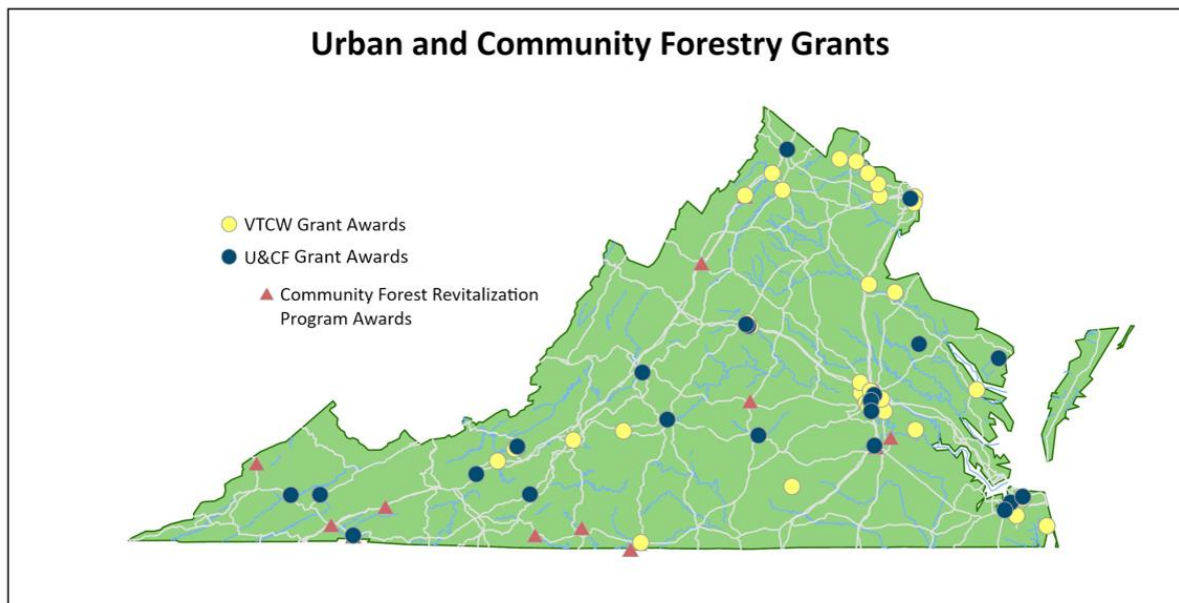 Urban and Community Forestry Grants
VTCW Grant Awards
U&CF Grant Awards
Community Forest Revitalization
Program Awards